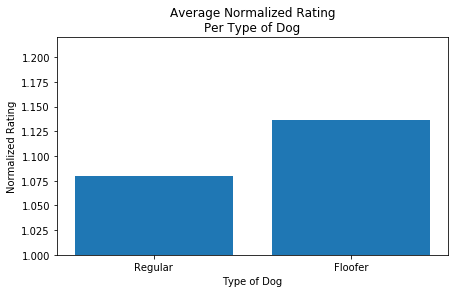 Average Normalized Rating
Per Type of Dog
1.200
1.175
1.150
1.125
1.100
1.075
1.050
1.025
1.000
Normalized Rating
Regular
Floofer
Type of Dog